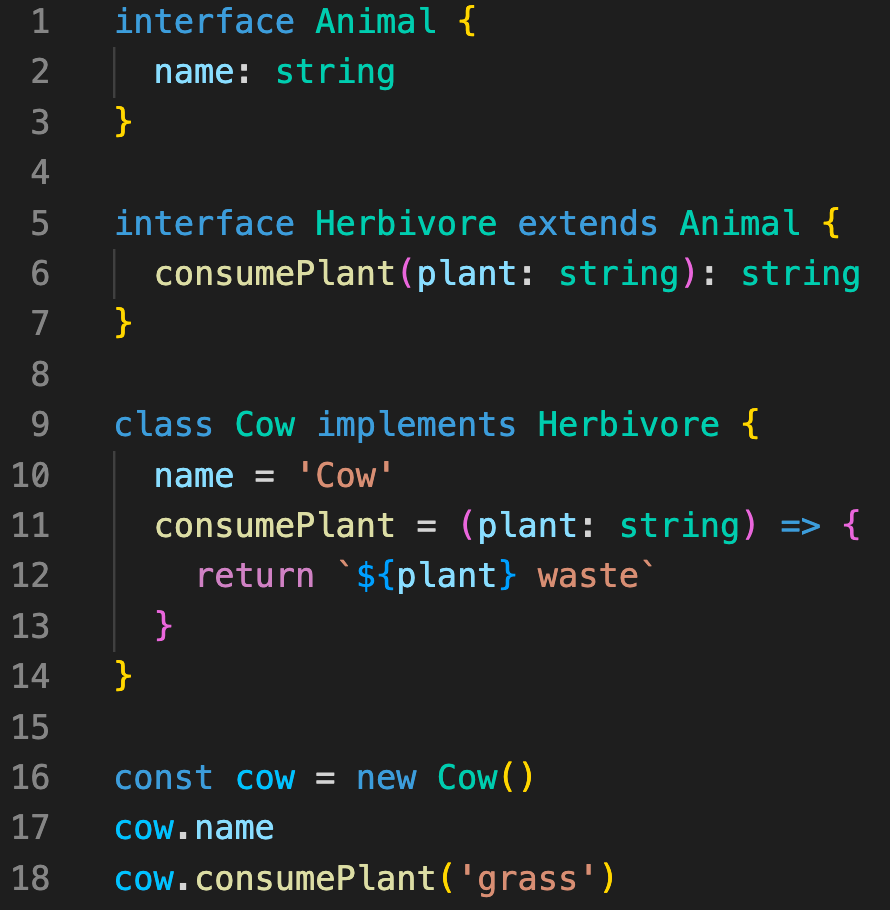 1 interface Animal {
2   name: string
3 }
4
5 interface Herbivore extends Animal {
6   consumePlant(plant: string): string
7 }
8
9 class Cow implements Herbivore {
10   name = 'Cow'
11   consumePlant = (plant: string) => {
12     return `${plant} waste`
13   }
14 }
15
16 const cow = new Cow()
17 cow.name
18 cow.consumePlant('grass')